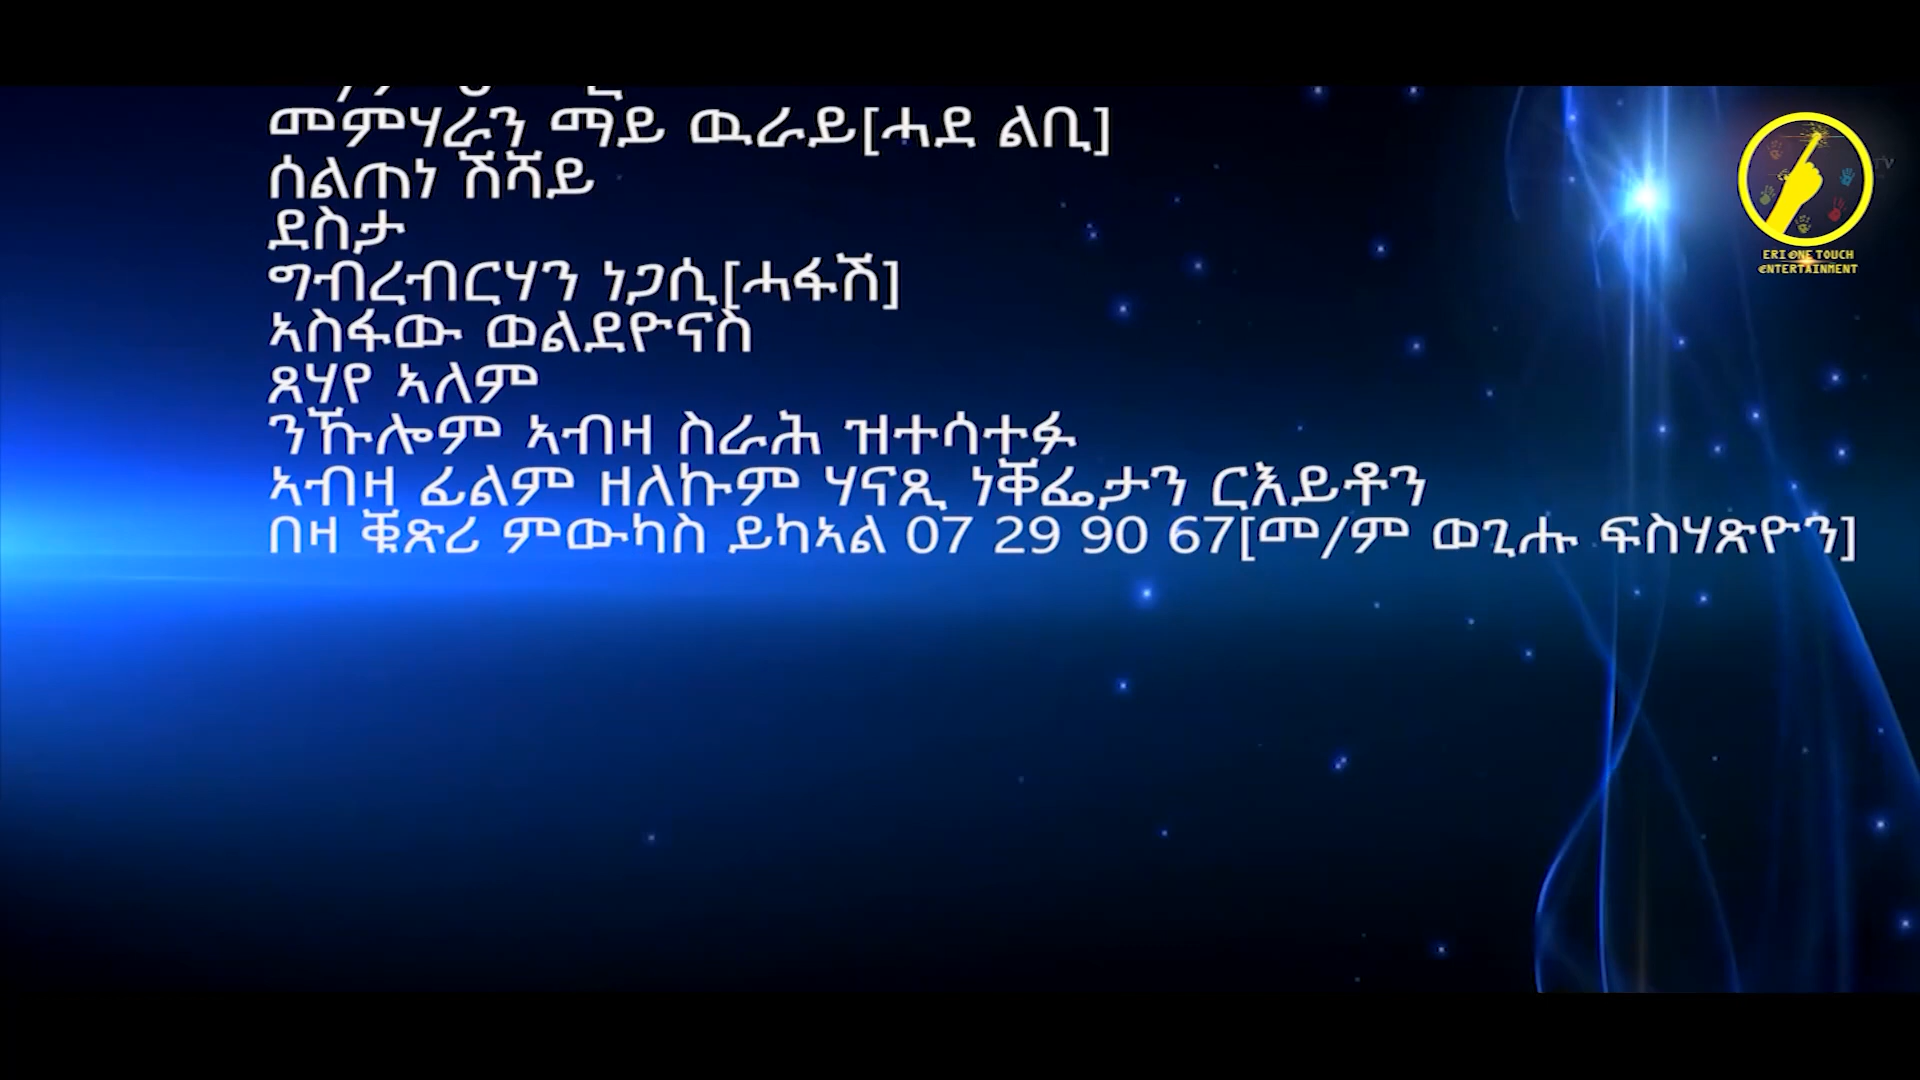 መምሃራን ማይ ዉራይ[ሓደ ልቢ]
ሰልጠነ ሽሻይ
ደስታ
ግብረብርሃን ነጋሲ[ሓፋሽ]
ኣስፋው ወልደዮናስ
ጸሃየ ኣለም
ንኹሎም ኣብዛ ስራሕ ዝተሳተፉ
ኣብዛ ፊልም ዘለኩም ሃናጺ ነቐፌታን ርእይቶን
በዛ ቑጽሪ ምውካስ ይካኣል 07 29 90 67[መ/ም ወጊሑ ፍስሃጽዮን]
ERI ONE TOUCH
ENTERTAINMENT